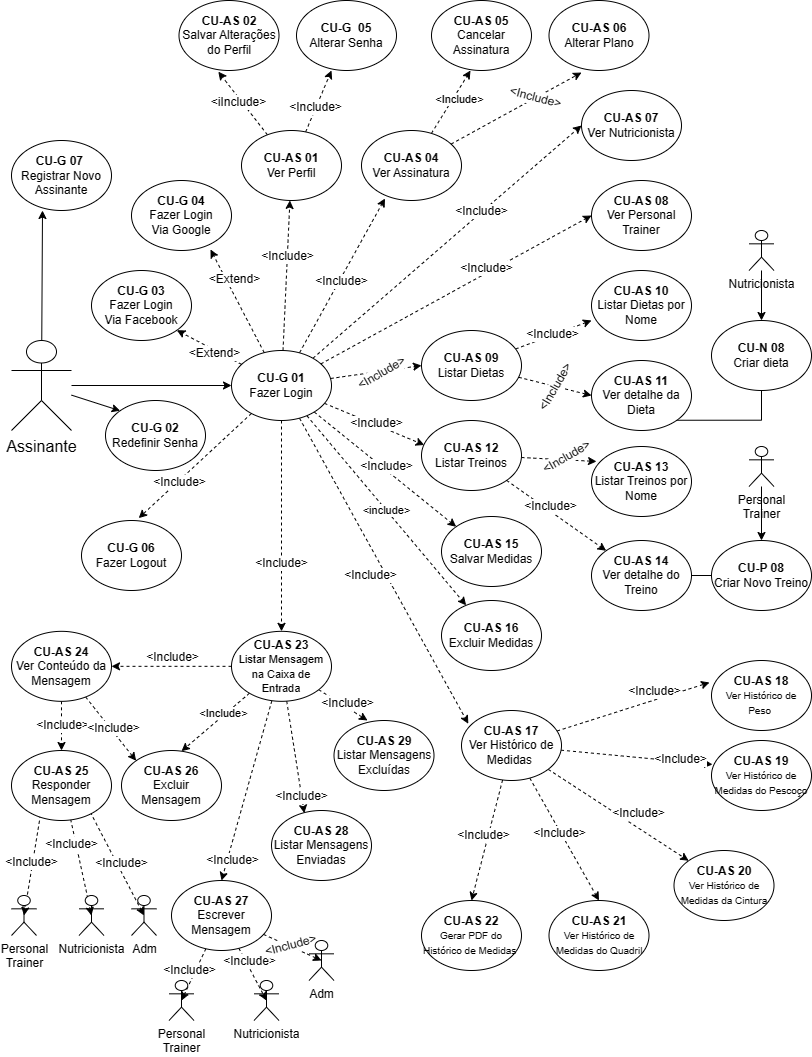 CU-AS 02
Salvar Alterações
do Perfil
CU-G  05
Alterar Senha
CU-AS 05
Cancelar
Assinatura
CU-AS 06
Alterar Plano
<iInclude>
<Include>
<Include>
<Include>
CU-AS 07
Ver Nutricionista
CU-G 07
Registrar Novo
Assinante
CU-AS 01
Ver Perfil
CU-AS 04
Ver Assinatura
CU-G 04
Fazer Login
Via Google
<Include>
CU-AS 08
Ver Personal
Trainer
<Include>
<Include>
<Include>
<Extend>
Nutricionista
CU-G 03
Fazer Login
Via Facebook
CU-AS 10
Listar Dietas por
Nome
<Include>
<Extend>
CU-N 08
Criar dieta
CU-AS 09
Listar Dietas
<Include>
<Include>
CU-G 01
Fazer Login
CU-AS 11
Ver detalhe da
Dieta
Assinante
CU-G 02
Redefinir Senha
<Include>
CU-AS 12
Listar Treinos
<Include>
<Include>
CU-AS 13
Listar Treinos por
Nome
<Include>
Personal
Trainer
<include>
<Include>
CU-G 06
Fazer Logout
CU-AS 15
Salvar Medidas
<Include>
<Include>
CU-AS 14
Ver detalhe do
Treino
CU-P 08
Criar Novo Treino
CU-AS 16
Excluir Medidas
CU-AS 24
Ver Conteúdo da
Mensagem
<Include>
CU-AS 23
Listar Mensagem
na Caixa de
Entrada
CU-AS 18
Ver Histórico de
Peso
<Include>
<Include>
<Include>
<Include>
CU-AS 17
Ver Histórico de
Medidas
<Include>
CU-AS 19
Ver Histórico de
Medidas do Pescoço
CU-AS 29
Listar Mensagens
Excluídas
CU-AS 25
Responder
Mensagem
CU-AS 26
Excluir
Mensagem
<Include>
<Include>
<Include>
<Include>
CU-AS 28
Listar Mensagens
Enviadas
<Include>
<Include>
<Include>
<Include>
<Include>
CU-AS 20
Ver Histórico de
Medidas da Cintura
CU-AS 27
Escrever
Mensagem
CU-AS 22
Gerar PDF do
Histórico de Medidas
CU-AS 21
Ver Histórico de
Medidas do Quadril
Personal
Trainer
Nutricionista
Adm
<Include>
<Include>
<Include>
Adm
Personal
Trainer
Nutricionista